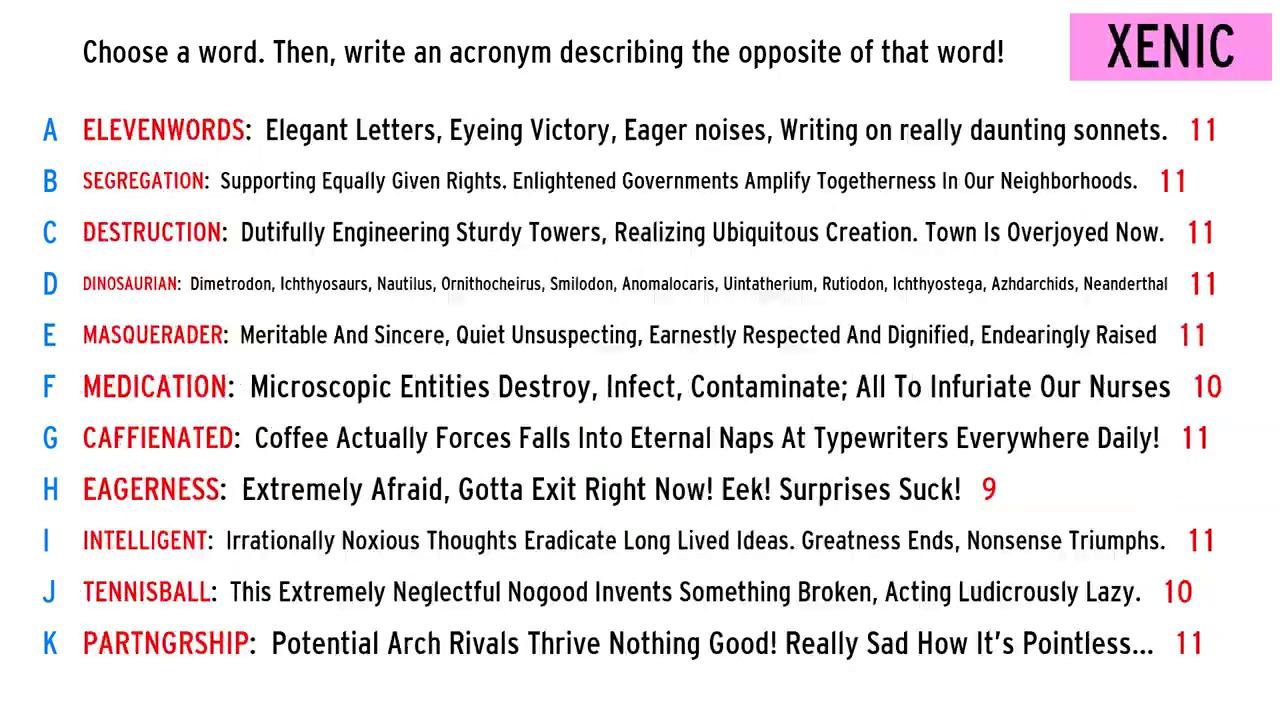 Choose a word. Then, write an acronym describing the opposite of that word!
XENIC
A ELEVENWORDS: Elegant Letters, Eyeing Victory, Eager noises, Writing on really daunting sonnets. 11
B SEGREGATION: Supporting Equally Given Rights. Enlightened Governments Amplify Togetherness In Our Neighborhoods. 11
C DESTRUCTION: Dutifully Engineering Sturdy Towers, Realizing Ubiquitous Creation. Town Is Overjoyed Now. 11
D DINOSAURIAN: Dimetrodon, Ichthyosaurs, Nautilus, Ornithocheirus, Smilodon, Anomalocaris, Uintatherium, Rutiodon, Ichthyostega, Azhdarchids, Neanderthal 11
E MASQUERADER: Meritable And Sincere, Quiet Unsuspecting, Earnestly Respected And Dignified, Endearingly Raised 11
F MEDICATION: Microscopic Entities Destroy, Infect, Contaminate; All To Infuriate Our Nurses 10
G CAFFIENATED: Coffee Actually Forces Falls Into Eternal Naps At Typewriters Everywhere Daily! 11
H EAGERNESS: Extremely Afraid, Gotta Exit Right Now! Eek! Surprises Suck! 9
I INTELLIGENT: Irrationally Noxious Thoughts Eradicate Long Lived Ideas. Greatness Ends, Nonsense Triumphs. 11
J TENNISBALL: This Extremely Neglectful Nogood Invents Something Broken, Acting Ludicrously Lazy. 10
K PARTNGRSHIP: Potential Arch Rivals Thrive Nothing Good! Really Sad How It's Pointless... 11